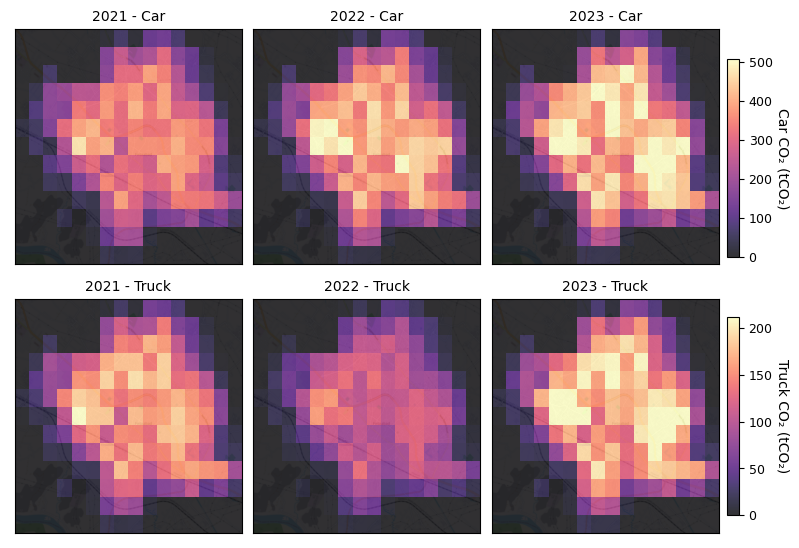 2021 - Car
2022 - Car
2023 - Car
500
400
300
200
100
0
Car CO₂ (tCO₂)
2021 - Truck
2022 - Truck
2023 - Truck
200
150
100
50
0
Truck CO₂ (tCO₂)